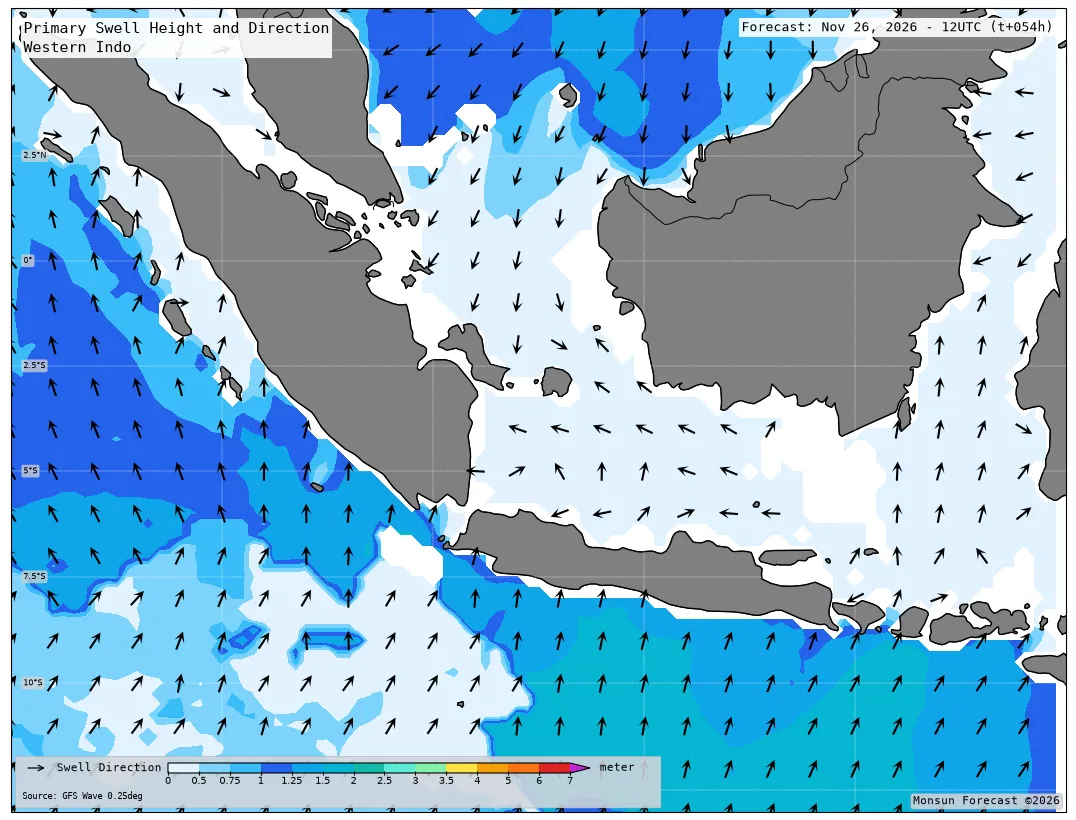 Primary Swell Height and Direction
Western Indo
Forecast: Nov 26, 2026 - 12UTC (t+054h)
2.5°N
0°
2.5°S
5°S
7.5°S
10°S
Swell Direction
0 0.5 0.75 1 1.25 1.5 2 2.5 3 3.5 4 5 6 7
meter
Source: GFS Wave 0.25deg
Monsun Forecast ©2026